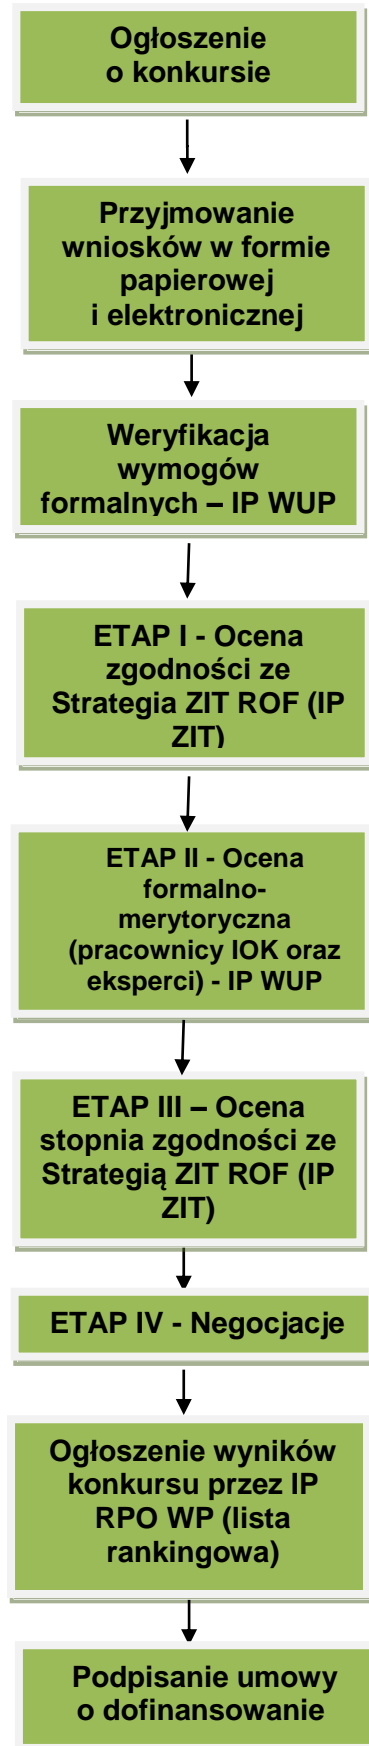 Ogłoszenie
o konkursie
Przyjmowanie
wniosków w formie
papierowej
i elektronicznej
Weryfikacja
wymogów
formalnych – IP WUP
ETAP I - Ocena
zgodności ze
Strategia ZIT ROF (IP
ZIT)
ETAP II - Ocena
formalno-
merytoryczna
(pracownicy IOK oraz
eksperci) - IP WUP
ETAP III – Ocena
stopnia zgodności ze
Strategią ZIT ROF (IP
ZIT)
ETAP IV - Negocjacje
Ogłoszenie wyników
konkursu przez IP
RPO WP (lista
rankingowa)
Podpisanie umowy
o dofinansowanie